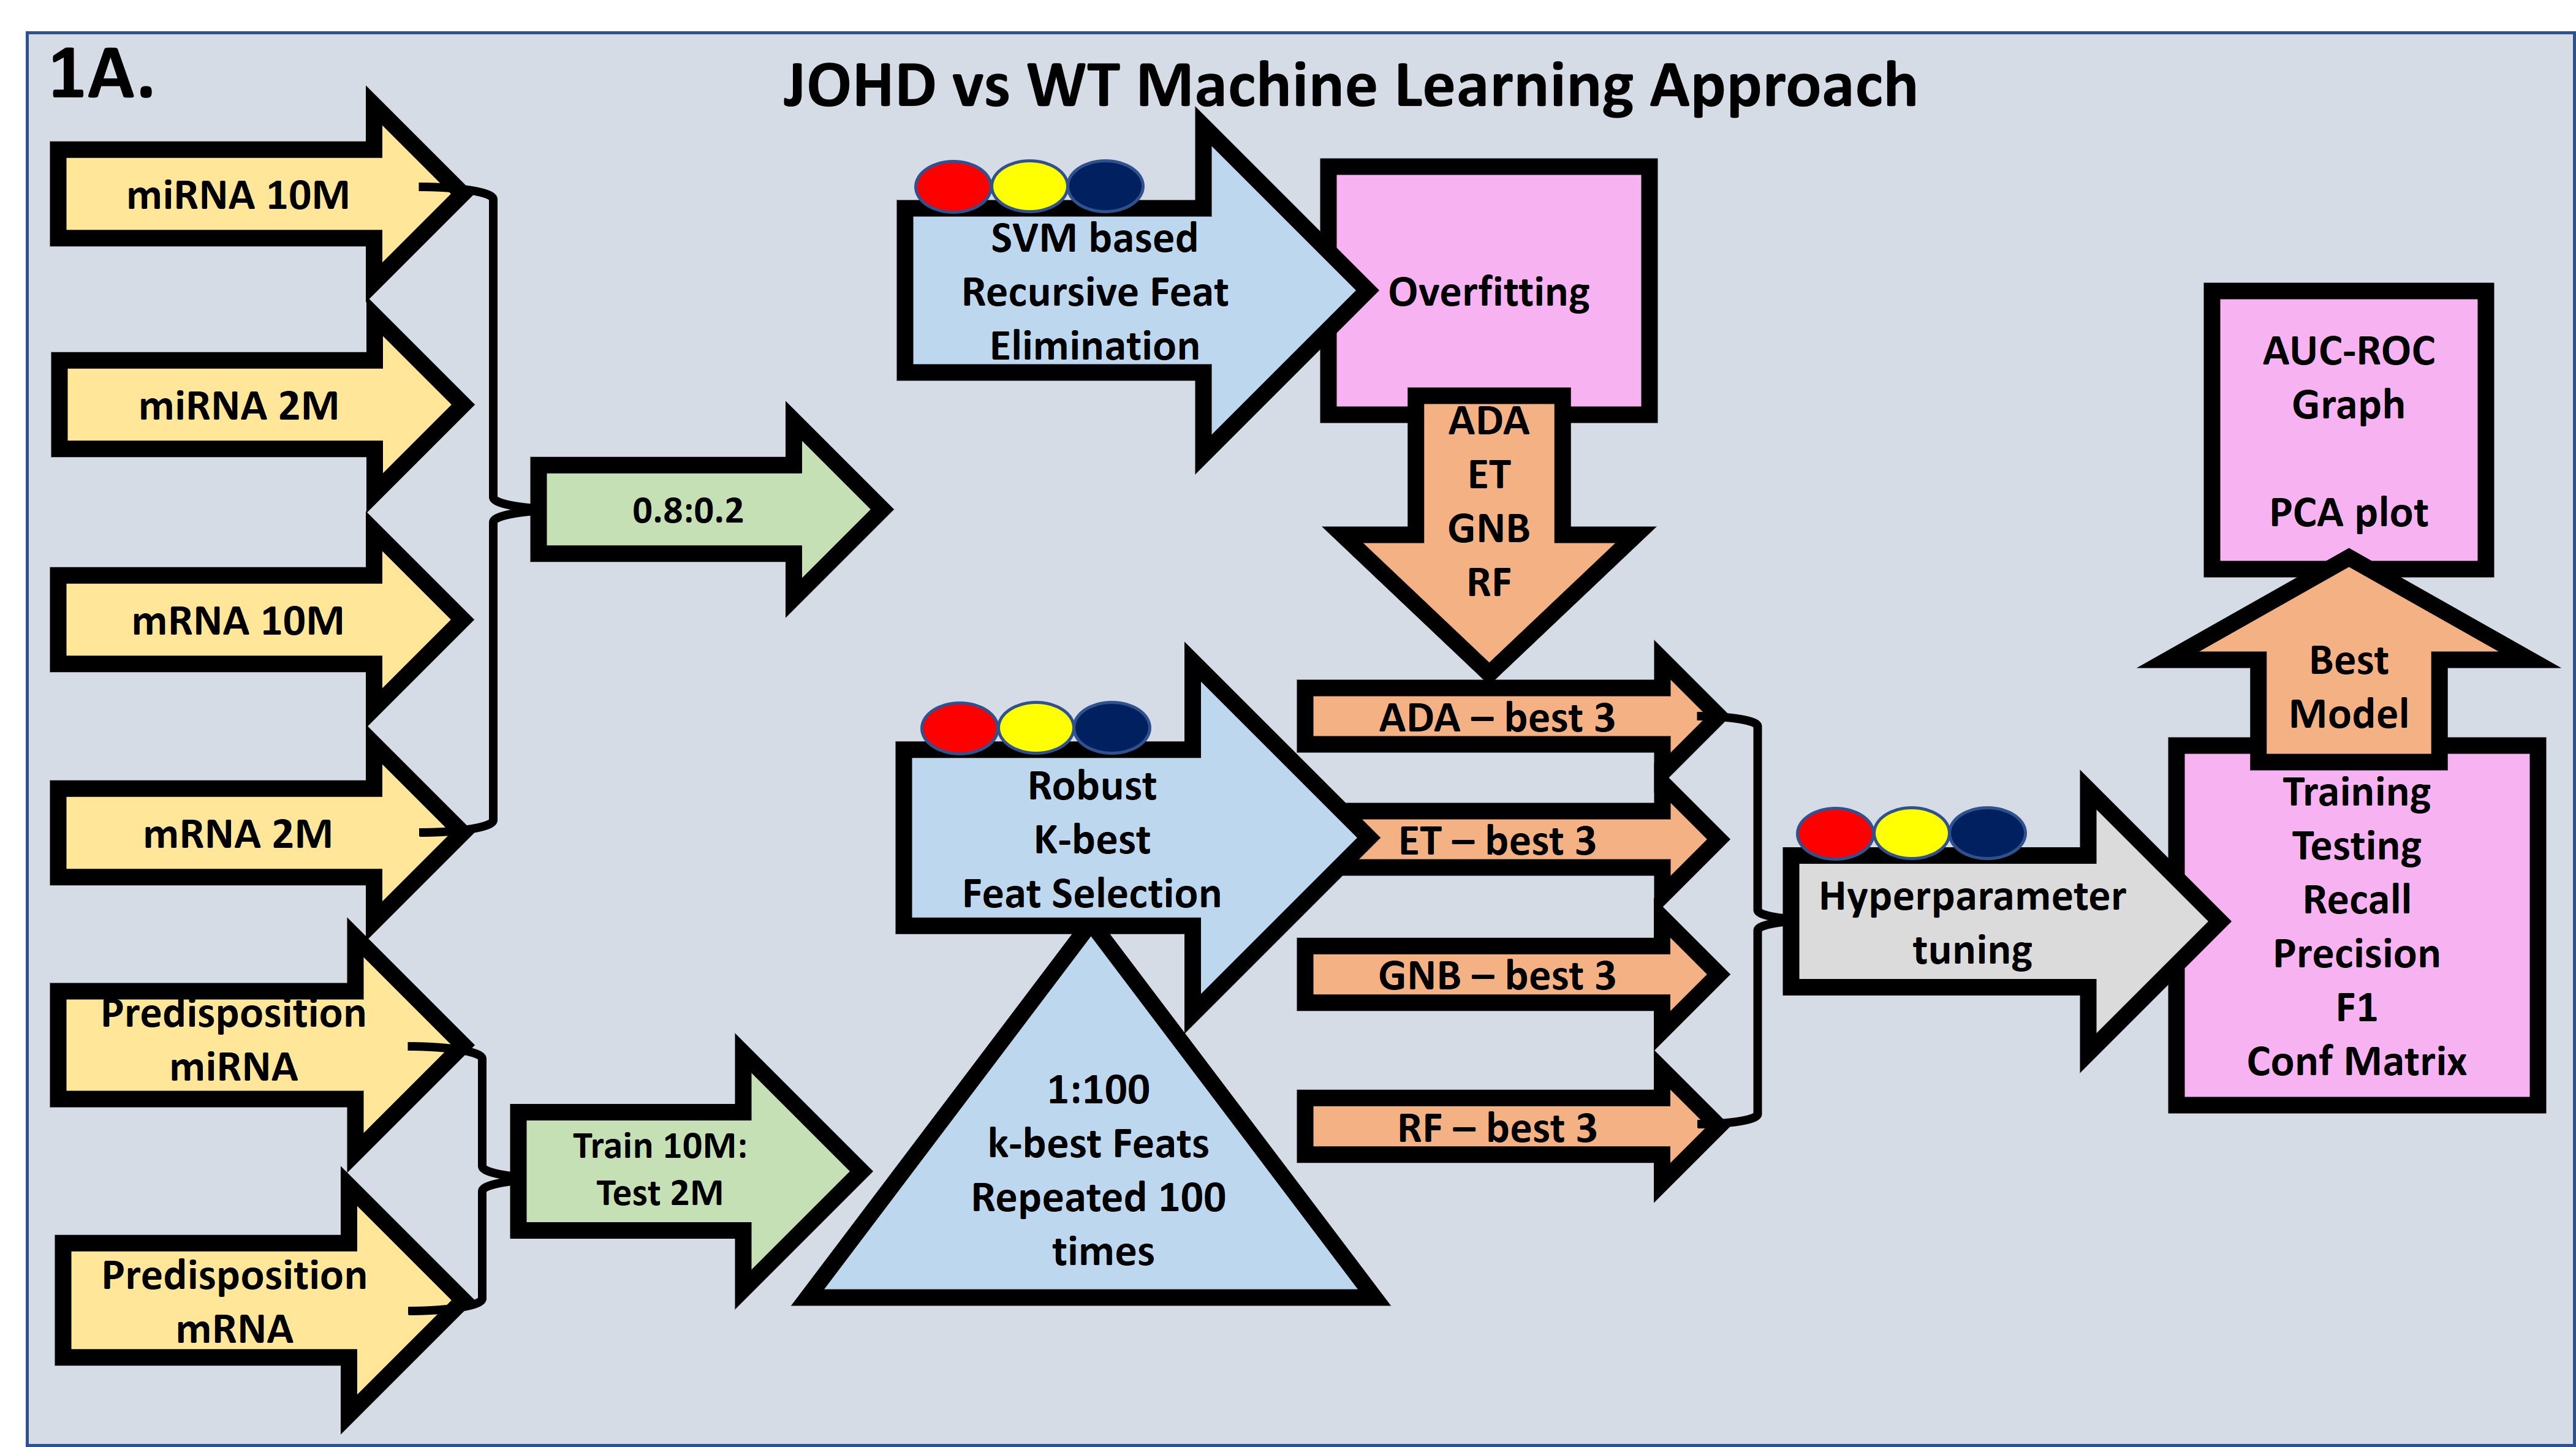 1A.
JOHD vs WT Machine Learning Approach
miRNA 10M
miRNA 2M
mRNA 10M
mRNA 2M
Predisposition
miRNA
Predisposition
mRNA
0.8:0.2
Train 10M:
Test 2M
SVM based
Recursive Feat
Elimination
Overfitting
ADA
ET
GNB
RF
Robust
K-best
Feat Selection
1:100
k-best Feats
Repeated 100
times
ADA – best 3
ET – best 3
GNB – best 3
RF – best 3
Hyperparameter
tuning
Training
Testing
Recall
Precision
F1
Conf Matrix
Best
Model
AUC-ROC
Graph
PCA plot